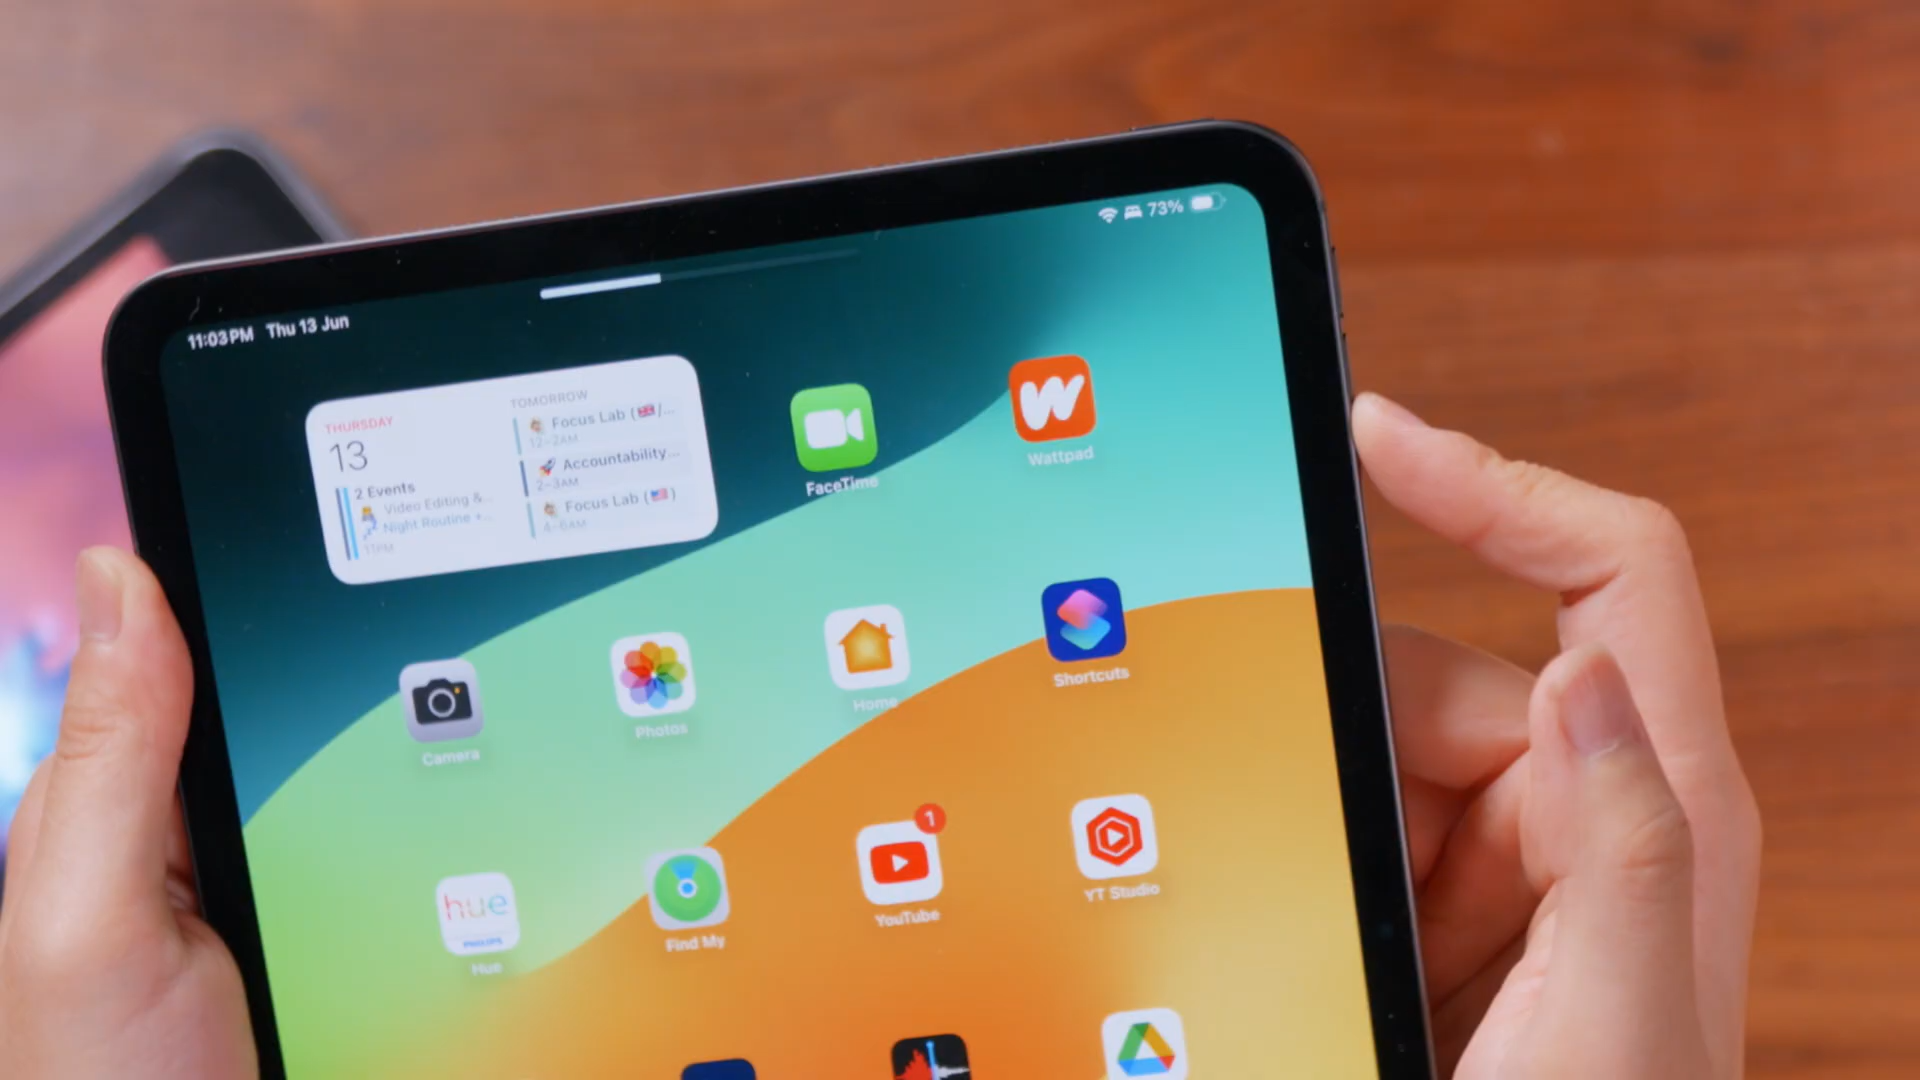 11:03 PM Thu 13 Jun
73%
THURSDAY
13
2 Events
Video Editing &...
Night Routine +...
11PM
TOMORROW
Focus Lab (🇬🇧/...
12–2AM
Accountability...
2–3AM
Focus Lab (🇺🇸)
4–6AM
FaceTime
W
Wattpad
Camera
Photos
Home
Shortcuts
hue
PHILIPS
Hue
Find My
1
YouTube
YT Studio